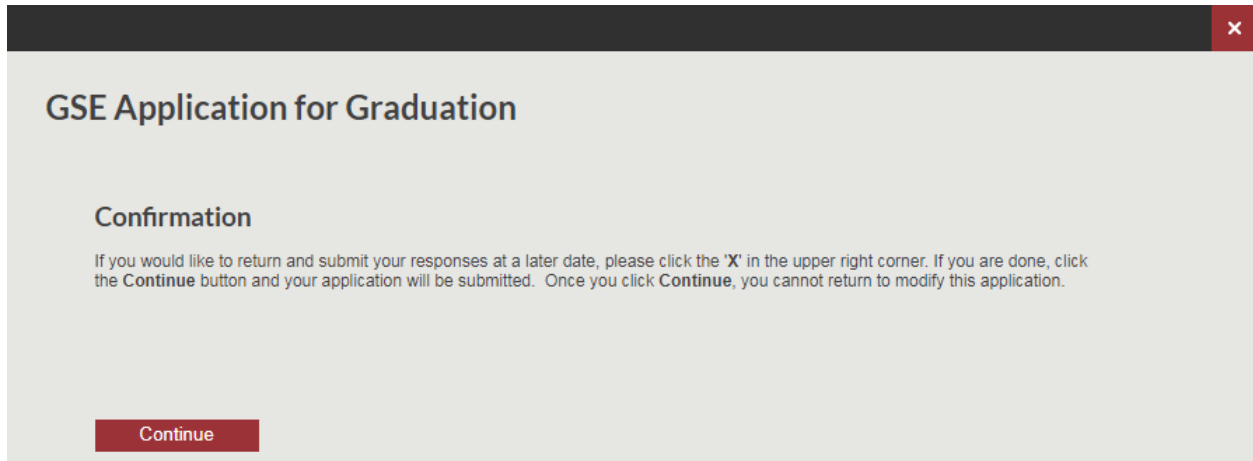 ×
GSE Application for Graduation
Confirmation
If you would like to return and submit your responses at a later date, please click the 'X' in the upper right corner. If you are done, click
the Continue button and your application will be submitted.  Once you click Continue, you cannot return to modify this application.
Continue